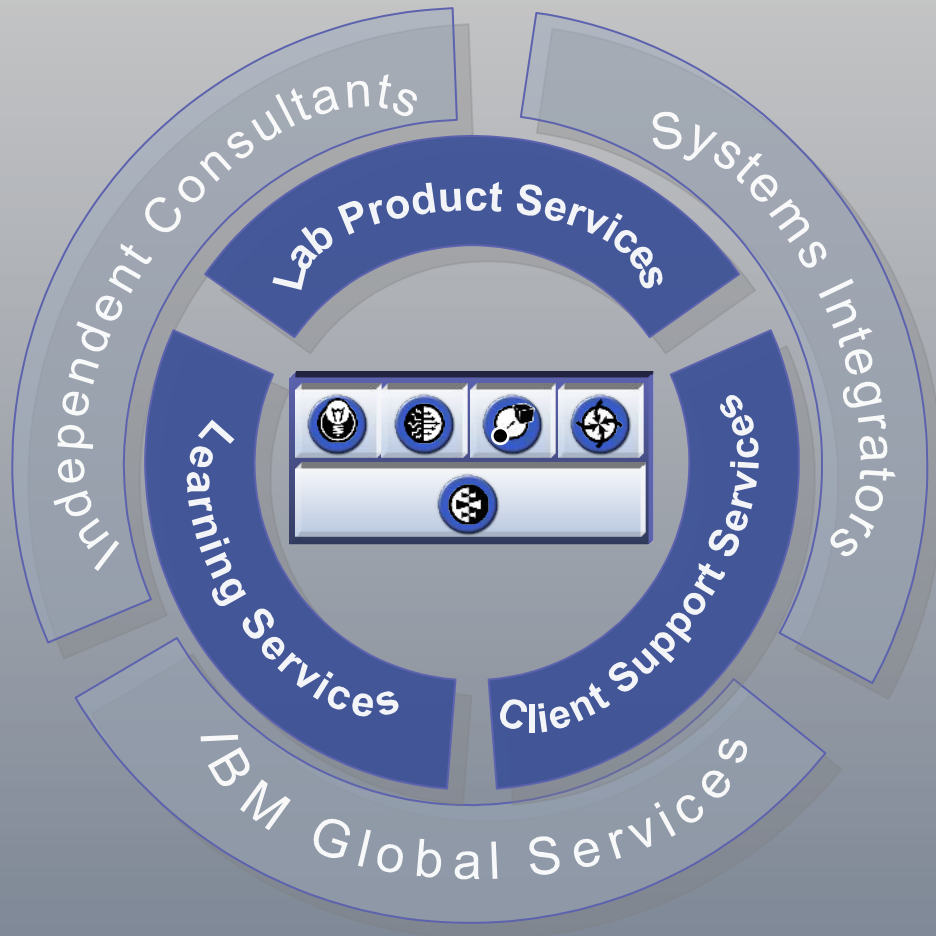 Independent Consultants
Systems Integrators
Lab Product Services
Learning Services
Client Support Services
IBM Global Services